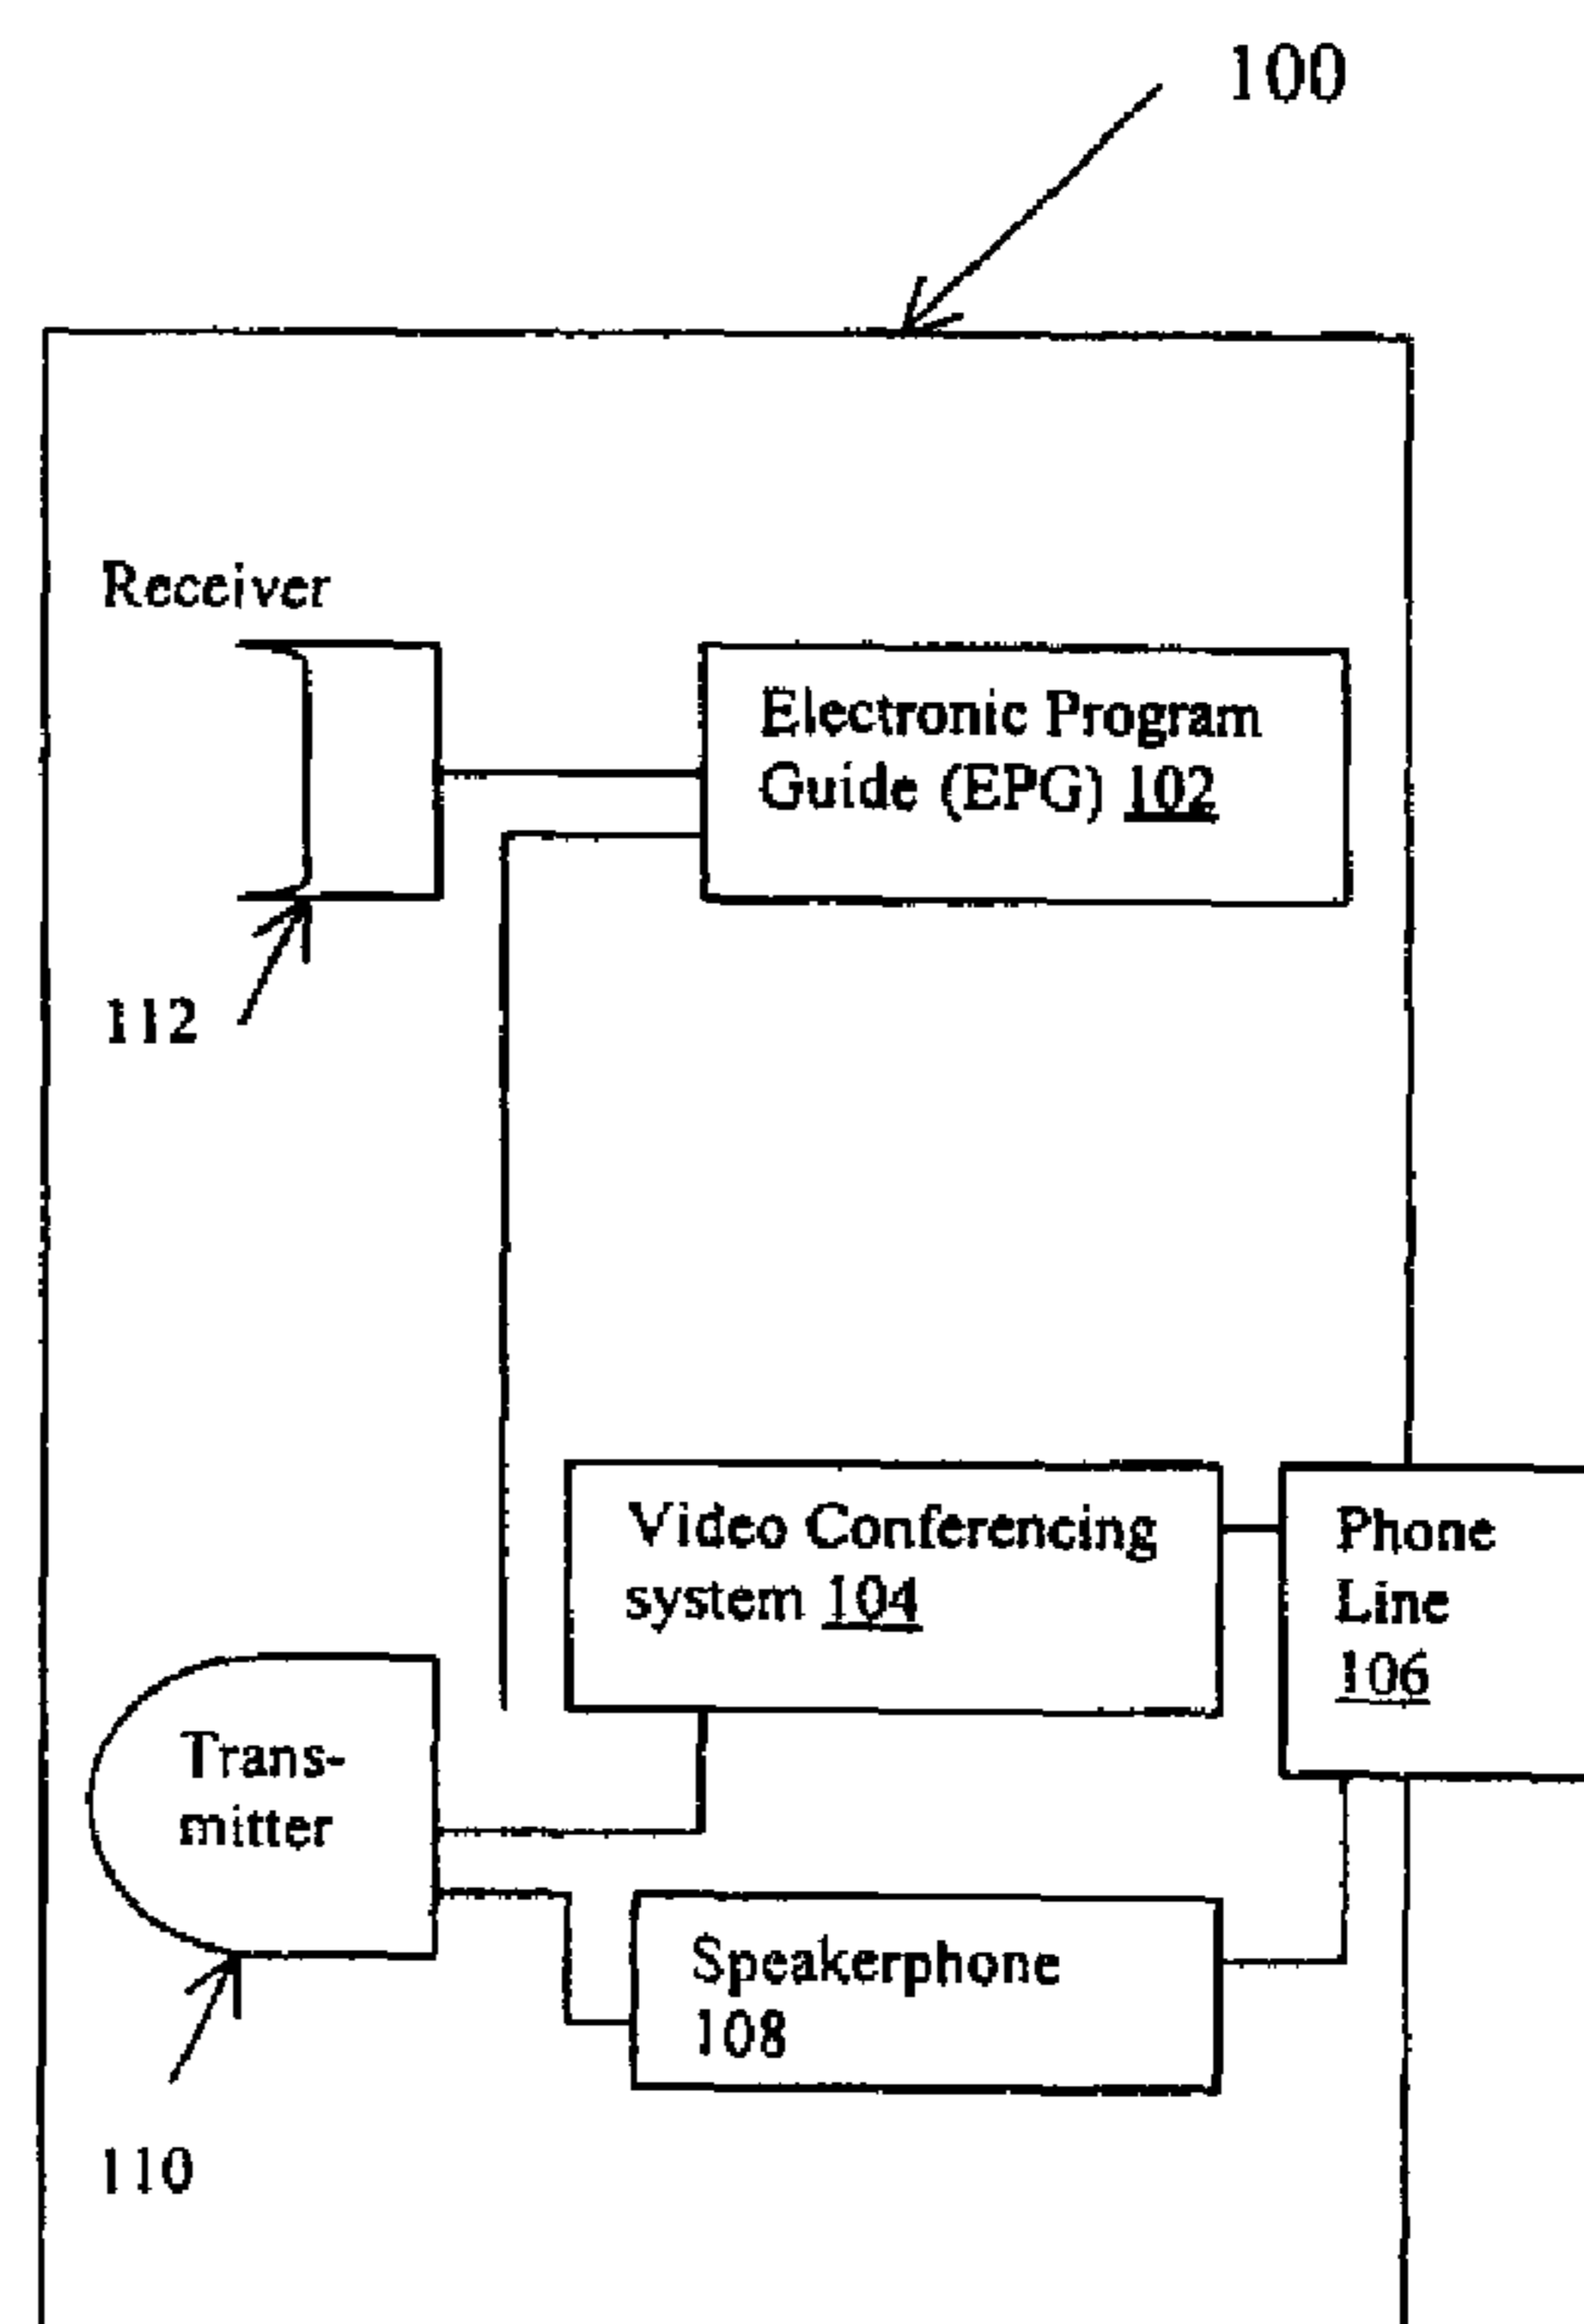 100
Receiver
Electronic Program
Guide (EPG) 102
112
Video Conferencing
system 104
Phone
Line
106
Trans-
mitter
Speakerphone
108
110